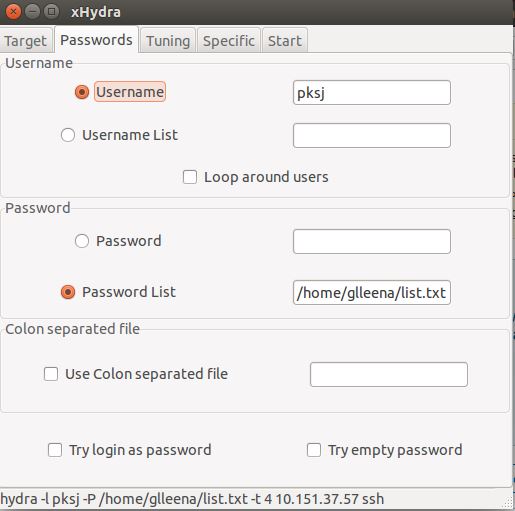 xHydra
Target Passwords Tuning Specific Start
Username
Username pksj
Username List
Loop around users
Password
Password
Password List /home/glleena/list.txt
Colon separated file
Use Colon separated file
Try login as password Try empty password
hydra -l pksj -P /home/glleena/list.txt -t 4 10.151.37.57 ssh